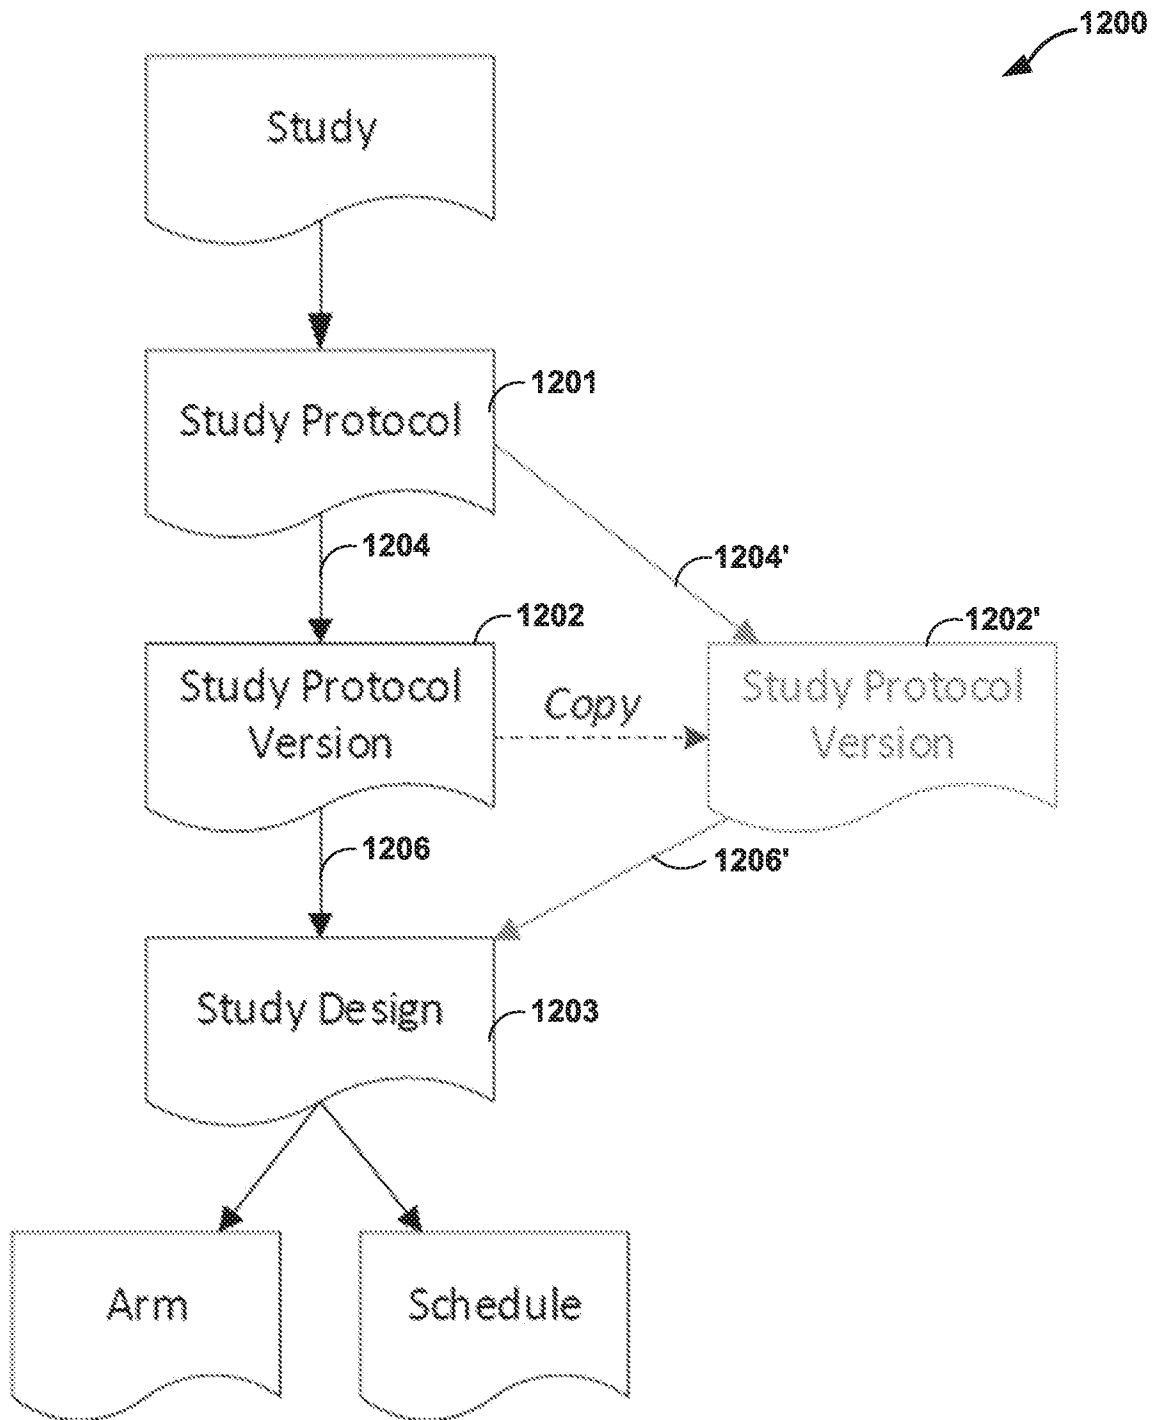 1200
Study
1201
Study Protocol
1204
1204'
1202
1202'
Study Protocol
Version
Copy
Study Protocol
Version
1206
1206'
Study Design
1203
Arm
Schedule